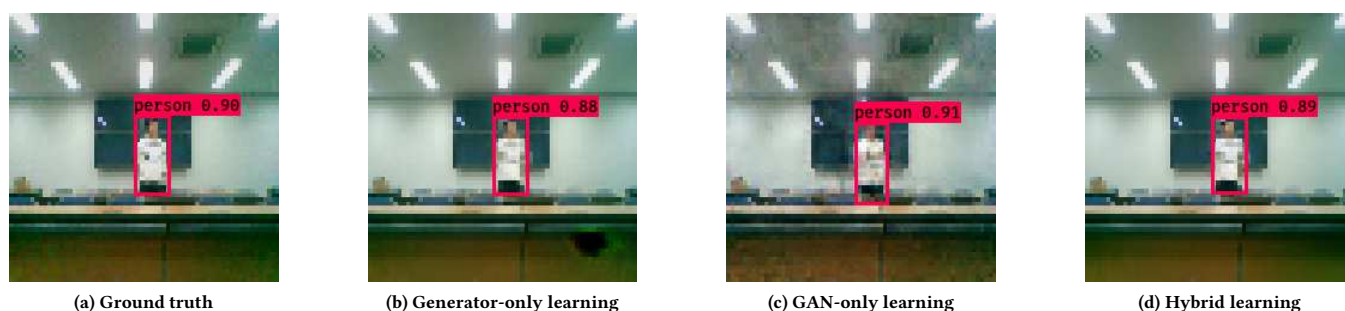 person 0.90
person 0.88
person 0.91
person 0.89
(a) Ground truth
(b) Generator-only learning
(c) GAN-only learning
(d) Hybrid learning